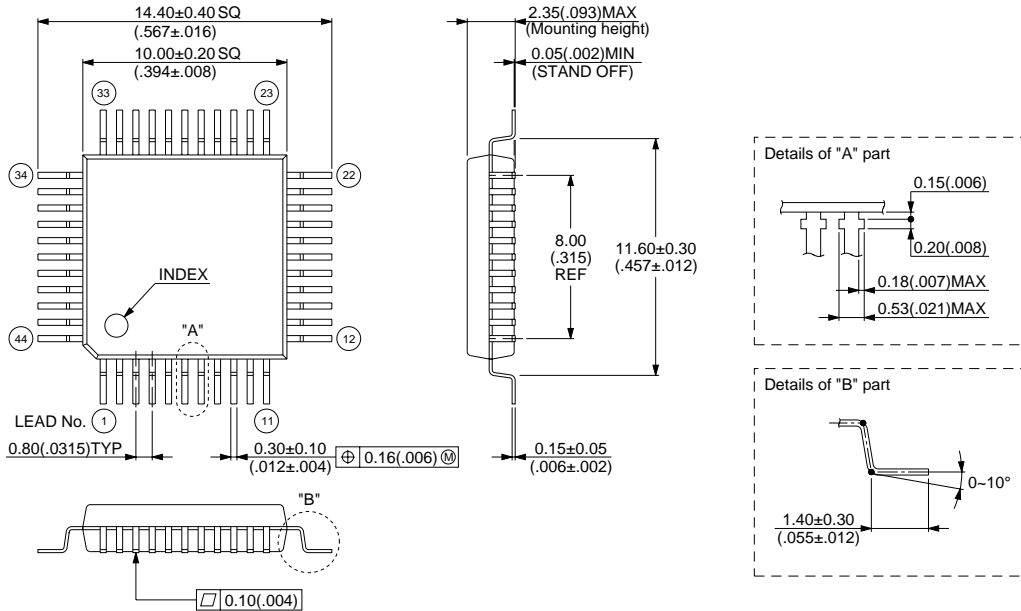 14.40±0.40 SQ
(.567±.016)
10.00±0.20 SQ
(.394±.008)
33
23
34
22
INDEX
"A"
44
12
LEAD No.
1
11
0.80(.0315)TYP
0.30±0.10
(.012±.004)
⌖ 0.16(.006) Ⓜ
2.35(.093)MAX
(Mounting height)
0.05(.002)MIN
(STAND OFF)
8.00
(.315)
REF
11.60±0.30
(.457±.012)
0.15±0.05
(.006±.002)
"B"
⏥ 0.10(.004)
Details of "A" part
0.15(.006)
0.20(.008)
0.18(.007)MAX
0.53(.021)MAX
Details of "B" part
0~10°
1.40±0.30
(.055±.012)